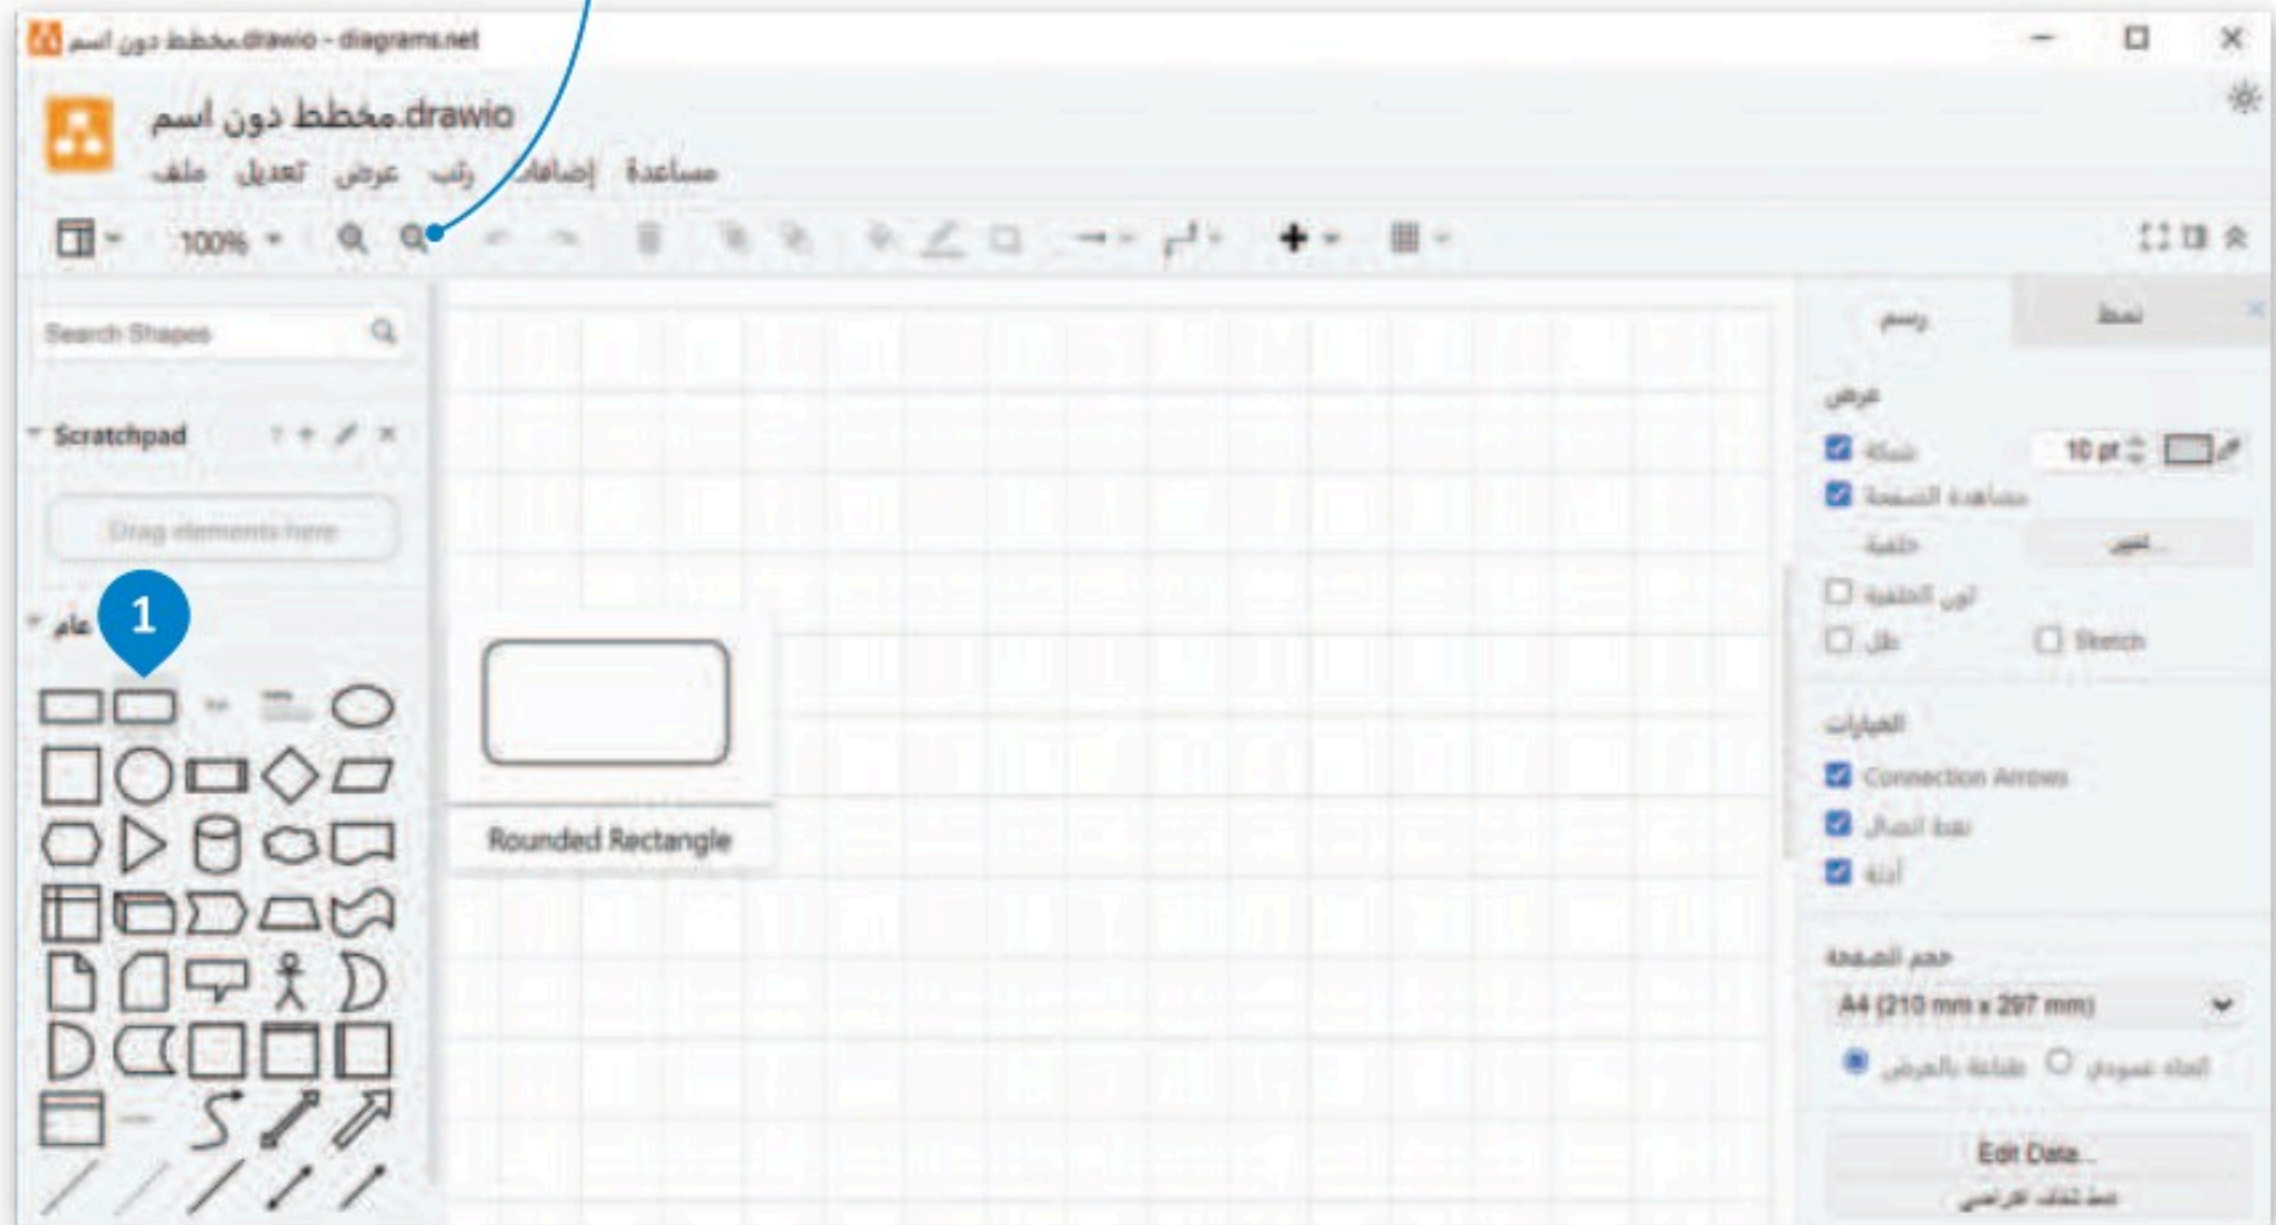 مخطط دون اسم.drawio - diagrams.net
مخطط دون اسم.drawio
ملف تعديل عرض رتب إضافات مساعدة
100%
Search Shapes
Scratchpad
Drag elements here
عام
1
Rounded Rectangle
رسم نمط
عرض
شبكة 10 pt
مشاهدة الصفحة
خلفية تغيير...
لون الخلفية
ظل Sketch
الخيارات
Connection Arrows
نقط اتصال
أدلة
حجم الصفحة
A4 (210 mm x 297 mm)
طباعة بالعرض اتجاه عمودي
Edit Data...